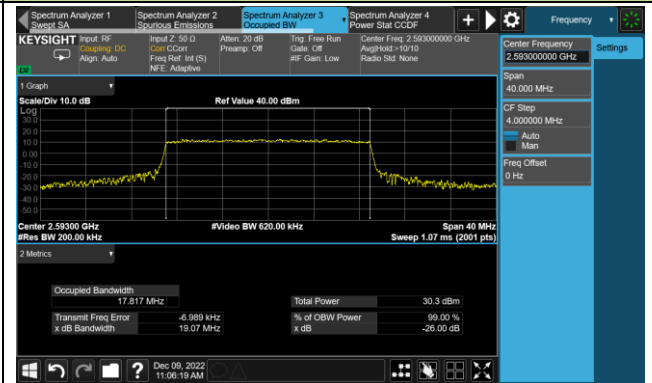 Spectrum Analyzer 1
Swept SA
Spectrum Analyzer 2
Spurious Emissions
Spectrum Analyzer 3
Occupied BW
Spectrum Analyzer 4
Power Stat CCDF
Frequency
KEYSIGHT
Input: RF
Coupling: DC
Align: Auto
Input Z: 50 Ω
Corr CCorr
Freq Ref: Int (S)
NFE: Adaptive
Atten: 20 dB
Preamp: Off
Trig: Free Run
Gate: Off
#IF Gain: Low
Center Freq: 2.593000000 GHz
Avg|Hold:>10/10
Radio Std: None
Center Frequency
2.593000000 GHz
Settings
Span
40.000 MHz
CF Step
4.000000 MHz
Auto
Man
Freq Offset
0 Hz
1 Graph
Scale/Div 10.0 dB
Ref Value 40.00 dBm
Log
30.0
20.0
10.0
0.00
-10.0
-20.0
-30.0
-40.0
-50.0
Center 2.59300 GHz
#Video BW 620.00 kHz
Span 40 MHz
#Res BW 200.00 kHz
Sweep 1.07 ms (2001 pts)
2 Metrics
Occupied Bandwidth
17.817 MHz
Total Power
30.3 dBm
Transmit Freq Error
-6.989 kHz
% of OBW Power
99.00 %
x dB Bandwidth
19.07 MHz
x dB
-26.00 dB
Dec 09, 2022
11:06:19 AM